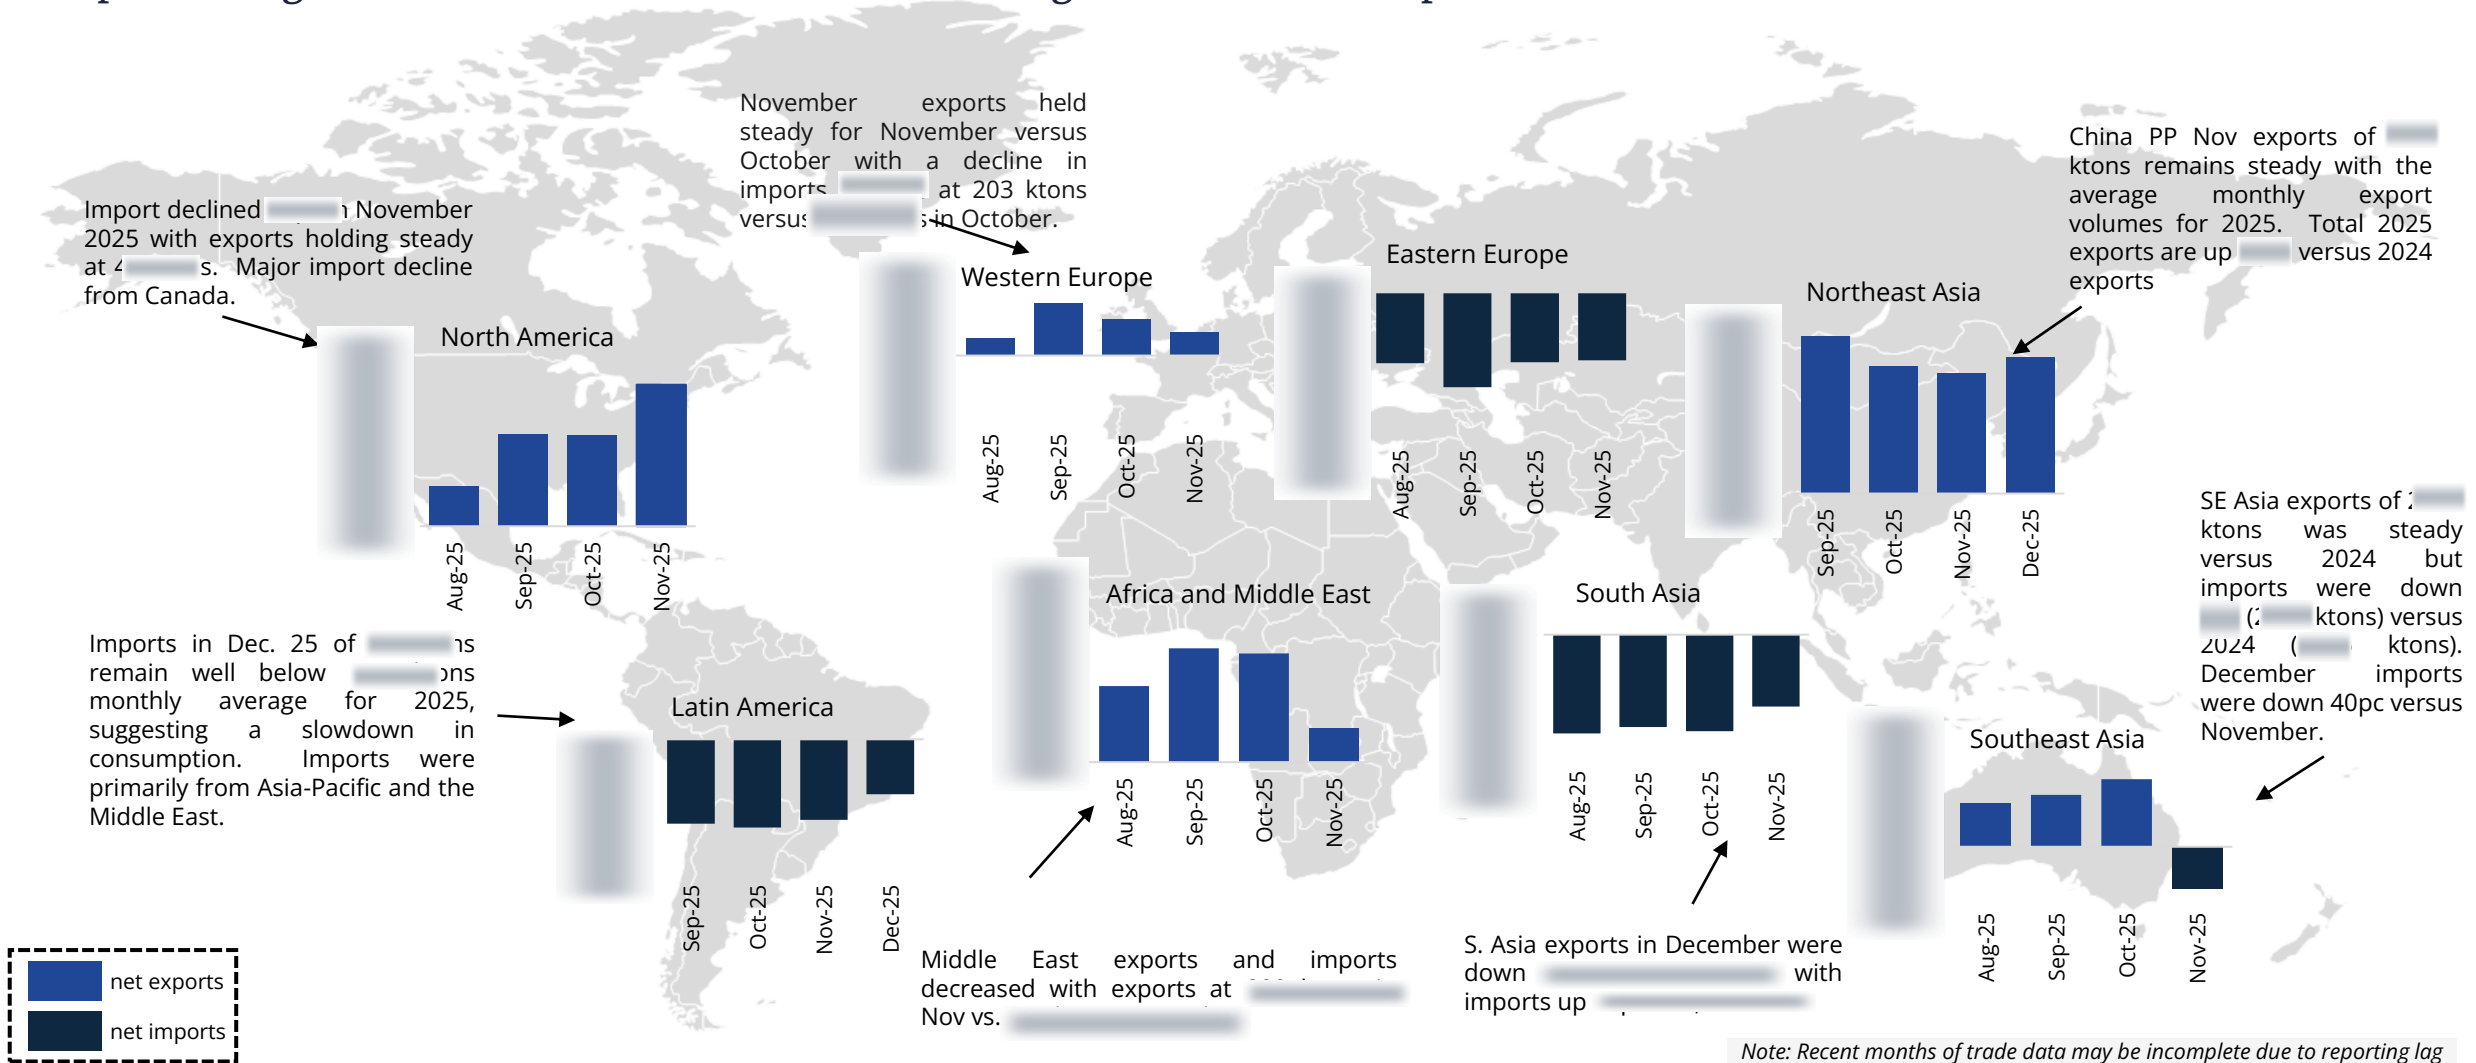 November exports held
steady for November versus
October with a decline in
imports at 203 ktons
versus in October.
China PP Nov exports of
ktons remains steady with the
average monthly export
volumes for 2025. Total 2025
exports are up versus 2024
exports
Import declined November
2025 with exports holding steady
at Major import decline
from Canada.
Western Europe
Aug-25
Sep-25
Oct-25
Nov-25
Eastern Europe
Aug-25
Sep-25
Oct-25
Nov-25
Northeast Asia
Sep-25
Oct-25
Nov-25
Dec-25
North America
Aug-25
Sep-25
Oct-25
Nov-25
SE Asia exports of
ktons was steady
versus 2024 but
imports were down
ktons) versus
2024 ( ktons).
December imports
were down 40pc versus
November.
Africa and Middle East
Aug-25
Sep-25
Oct-25
Nov-25
South Asia
Aug-25
Sep-25
Oct-25
Nov-25
Imports in Dec. 25 of
remain well below
monthly average for 2025,
suggesting a slowdown in
consumption. Imports were
primarily from Asia-Pacific and the
Middle East.
Latin America
Sep-25
Oct-25
Nov-25
Dec-25
Southeast Asia
Aug-25
Sep-25
Oct-25
Nov-25
Middle East exports and imports
decreased with exports at
Nov vs.
S. Asia exports in December were
down with
imports up
net exports
net imports
Note: Recent months of trade data may be incomplete due to reporting lag